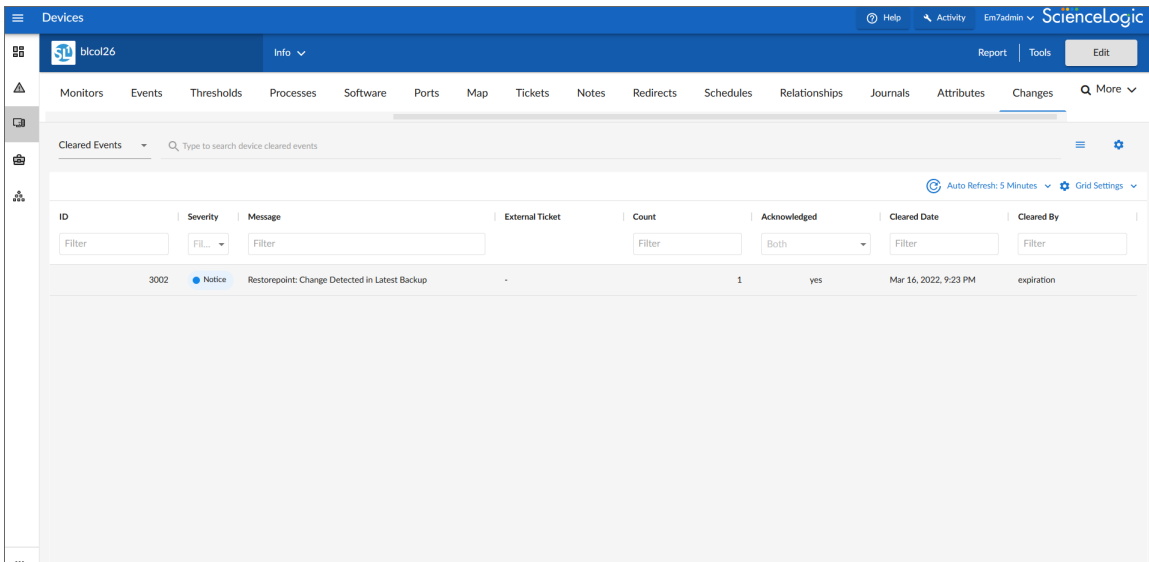 Devices
Help Activity Em7admin ScienceLogic
SL blcol26 Info Report Tools Edit
Monitors Events Thresholds Processes Software Ports Map Tickets Notes Redirects Schedules Relationships Journals Attributes Changes More
Cleared Events Type to search device cleared events
Auto Refresh: 5 Minutes Grid Settings
ID Severity Message External Ticket Count Acknowledged Cleared Date Cleared By
Filter Fil... Filter Filter Both Filter Filter
3002 Notice Restorepoint: Change Detected in Latest Backup - 1 yes Mar 16, 2022, 9:23 PM expiration